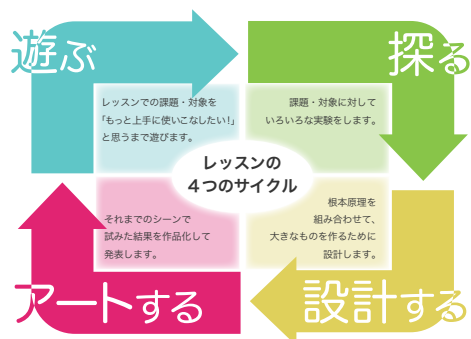 遊ぶ
探る
レッスンでの課題・対象を
「もっと上手に使いこなしたい!」
と思うまで遊びます。
課題・対象に対して
いろいろな実験をします。
レッスンの
4つのサイクル
それまでのシーンで
試みた結果を作品化して
発表します。
根本原理を
組み合わせて、
大きなものを作るために
設計します。
アートする
設計する